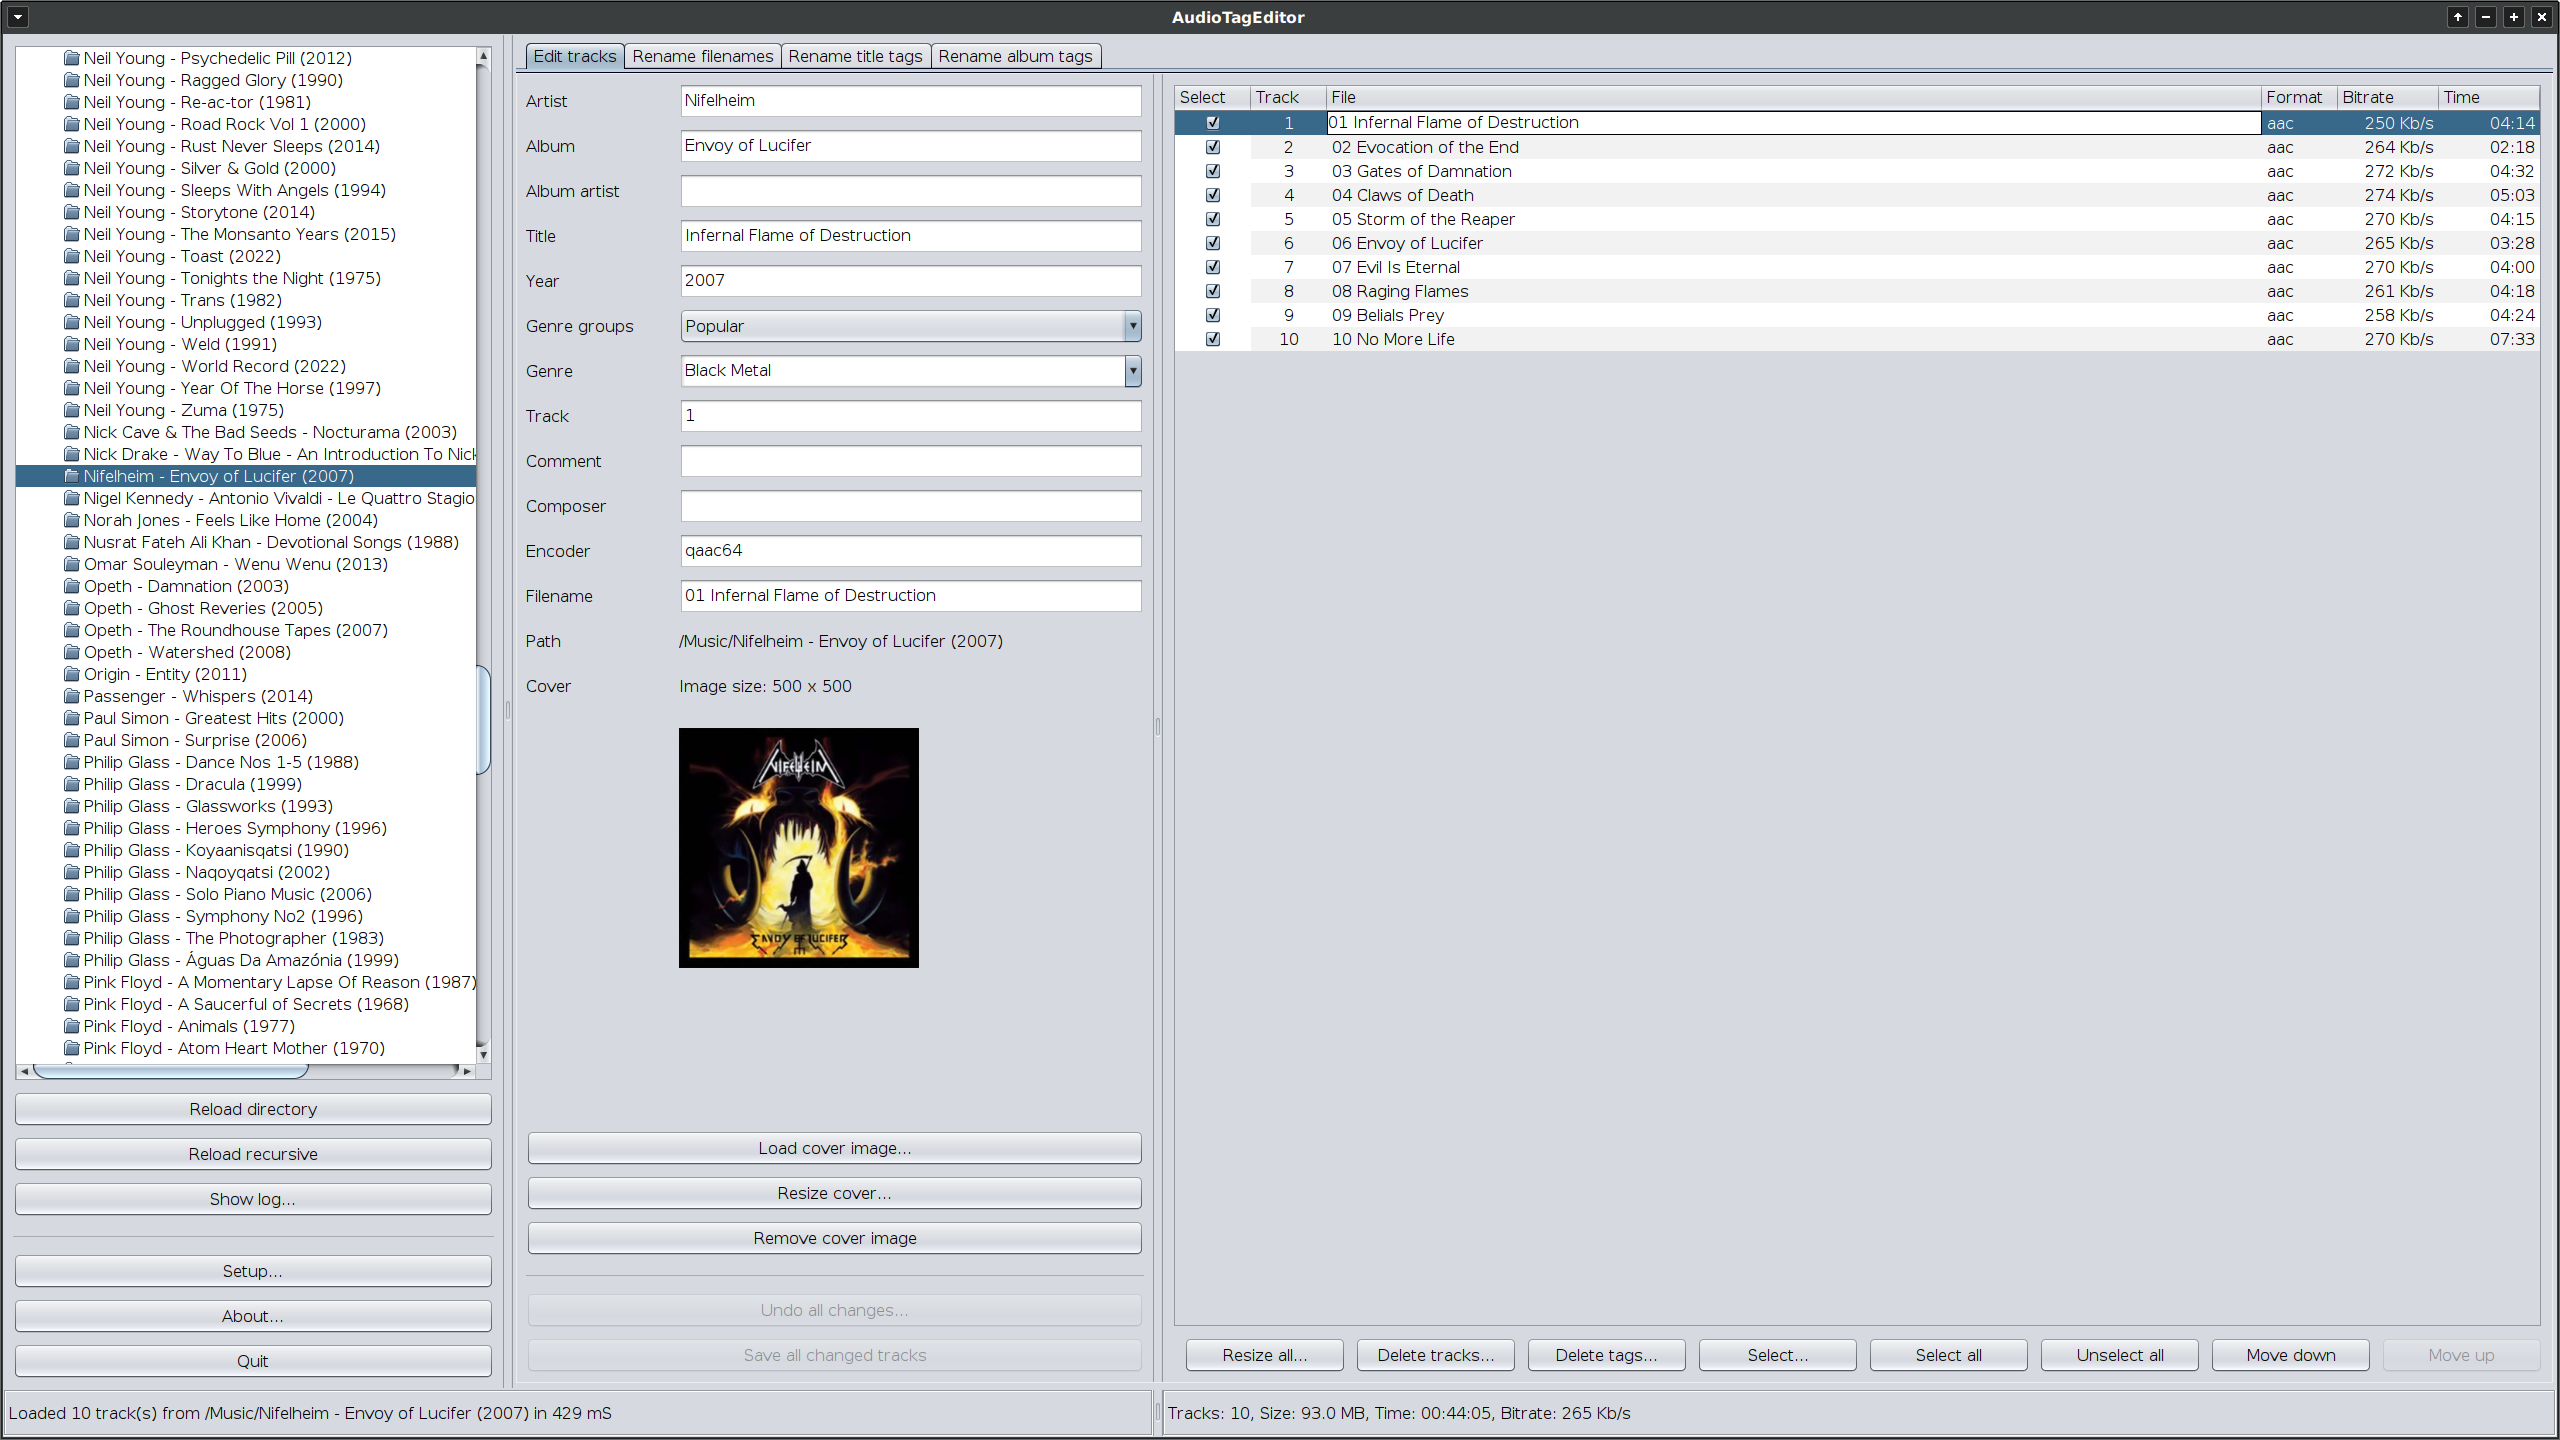 AudioTagEditor
Neil Young - Psychedelic Pill (2012)
Neil Young - Ragged Glory (1990)
Neil Young - Re-ac-tor (1981)
Neil Young - Road Rock Vol 1 (2000)
Neil Young - Rust Never Sleeps (2014)
Neil Young - Silver & Gold (2000)
Neil Young - Sleeps With Angels (1994)
Neil Young - Storytone (2014)
Neil Young - The Monsanto Years (2015)
Neil Young - Toast (2022)
Neil Young - Tonights the Night (1975)
Neil Young - Trans (1982)
Neil Young - Unplugged (1993)
Neil Young - Weld (1991)
Neil Young - World Record (2022)
Neil Young - Year Of The Horse (1997)
Neil Young - Zuma (1975)
Nick Cave & The Bad Seeds - Nocturama (2003)
Nick Drake - Way To Blue - An Introduction To Nick
Nifelheim - Envoy of Lucifer (2007)
Nigel Kennedy - Antonio Vivaldi - Le Quattro Stagio
Norah Jones - Feels Like Home (2004)
Nusrat Fateh Ali Khan - Devotional Songs (1988)
Omar Souleyman - Wenu Wenu (2013)
Opeth - Damnation (2003)
Opeth - Ghost Reveries (2005)
Opeth - The Roundhouse Tapes (2007)
Opeth - Watershed (2008)
Origin - Entity (2011)
Passenger - Whispers (2014)
Paul Simon - Greatest Hits (2000)
Paul Simon - Surprise (2006)
Philip Glass - Dance Nos 1-5 (1988)
Philip Glass - Dracula (1999)
Philip Glass - Glassworks (1993)
Philip Glass - Heroes Symphony (1996)
Philip Glass - Koyaanisqatsi (1990)
Philip Glass - Naqoyqatsi (2002)
Philip Glass - Solo Piano Music (2006)
Philip Glass - Symphony No2 (1996)
Philip Glass - The Photographer (1983)
Philip Glass - Águas Da Amazónia (1999)
Pink Floyd - A Momentary Lapse Of Reason (1987)
Pink Floyd - A Saucerful of Secrets (1968)
Pink Floyd - Animals (1977)
Pink Floyd - Atom Heart Mother (1970)
Reload directory
Reload recursive
Show log...
Setup...
About...
Quit
Edit tracks Rename filenames Rename title tags Rename album tags
Artist Nifelheim
Album Envoy of Lucifer
Album artist
Title Infernal Flame of Destruction
Year 2007
Genre groups Popular
Genre Black Metal
Track 1
Comment
Composer
Encoder qaac64
Filename 01 Infernal Flame of Destruction
Path /Music/Nifelheim - Envoy of Lucifer (2007)
Cover Image size: 500 x 500
NIFELHEIM
ENVOY OF LUCIFER
Load cover image...
Resize cover...
Remove cover image
Undo all changes...
Save all changed tracks
Select Track File Format Bitrate Time
1 01 Infernal Flame of Destruction aac 250 Kb/s 04:14
2 02 Evocation of the End aac 264 Kb/s 02:18
3 03 Gates of Damnation aac 272 Kb/s 04:32
4 04 Claws of Death aac 274 Kb/s 05:03
5 05 Storm of the Reaper aac 270 Kb/s 04:15
6 06 Envoy of Lucifer aac 265 Kb/s 03:28
7 07 Evil Is Eternal aac 270 Kb/s 04:00
8 08 Raging Flames aac 261 Kb/s 04:18
9 09 Belials Prey aac 258 Kb/s 04:24
10 10 No More Life aac 270 Kb/s 07:33
Resize all... Delete tracks... Delete tags... Select... Select all Unselect all Move down Move up
Loaded 10 track(s) from /Music/Nifelheim - Envoy of Lucifer (2007) in 429 mS
Tracks: 10, Size: 93.0 MB, Time: 00:44:05, Bitrate: 265 Kb/s